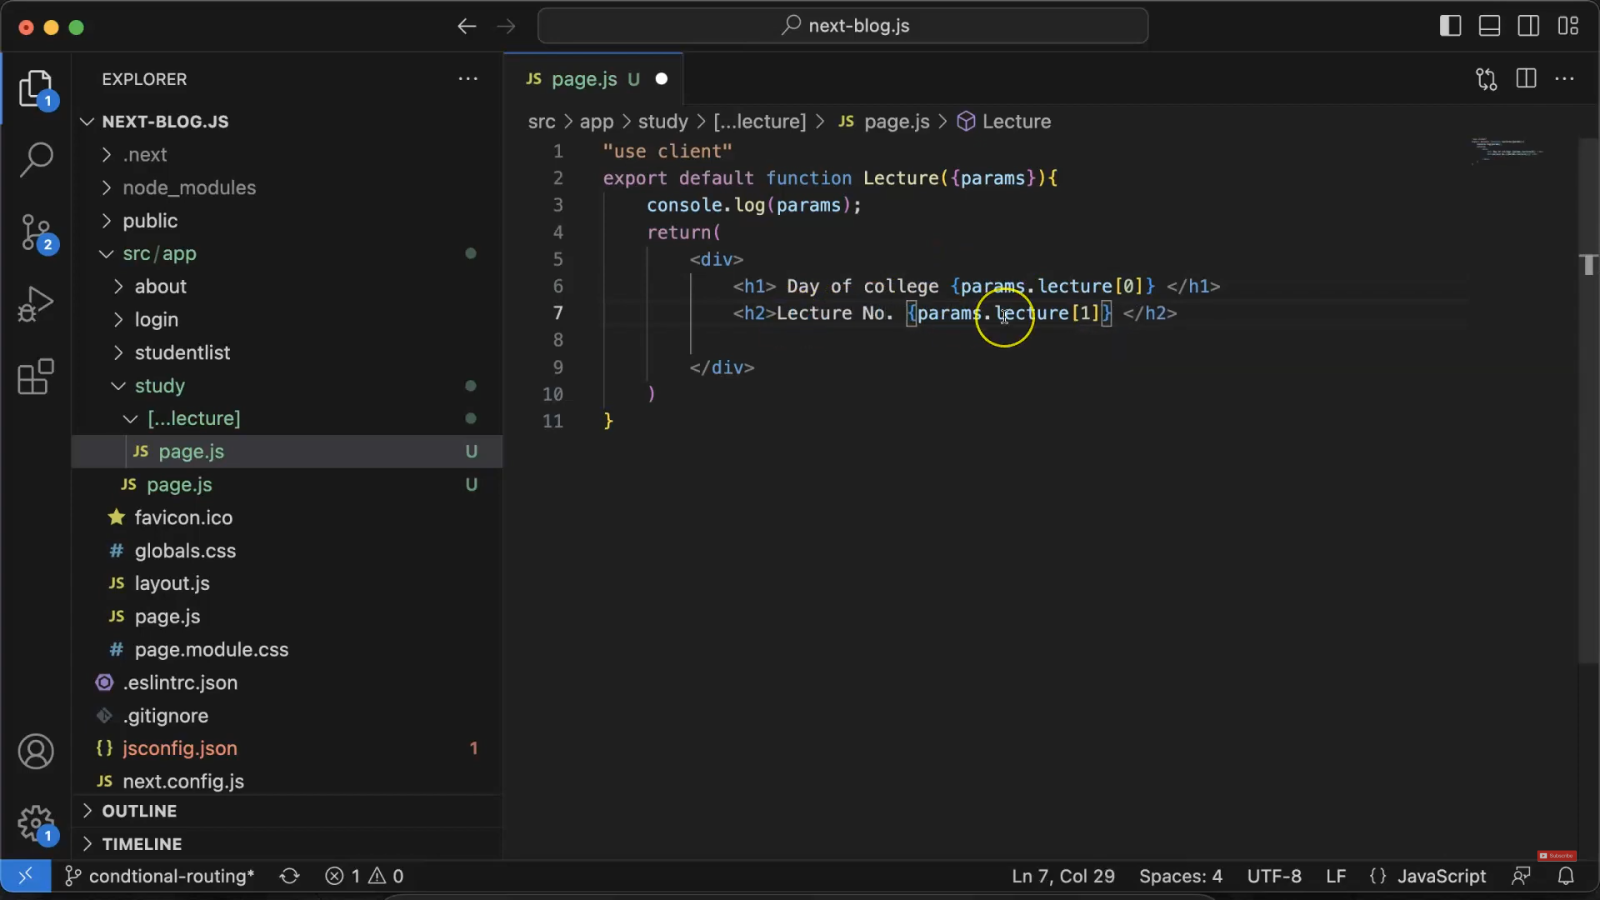 next-blog.js
EXPLORER
NEXT-BLOG.JS
.next
node_modules
public
src/app
about
login
studentlist
study
[...lecture]
JS page.js U
JS page.js U
favicon.ico
# globals.css
JS layout.js
JS page.js
# page.module.css
.eslintrc.json
.gitignore
{} jsconfig.json 1
JS next.config.js
OUTLINE
TIMELINE
1
2
1
JS page.js U
src > app > study > [...lecture] > JS page.js > Lecture
1 "use client"
2 export default function Lecture({params}){
3 console.log(params);
4 return(
5 <div>
6 <h1> Day of college {params.lecture[0]} </h1>
7 <h2>Lecture No. {params.lecture[1]} </h2>
8
9 </div>
10 )
11 }
Subscribe
condtional-routing* 1 0 Ln 7, Col 29 Spaces: 4 UTF-8 LF {} JavaScript